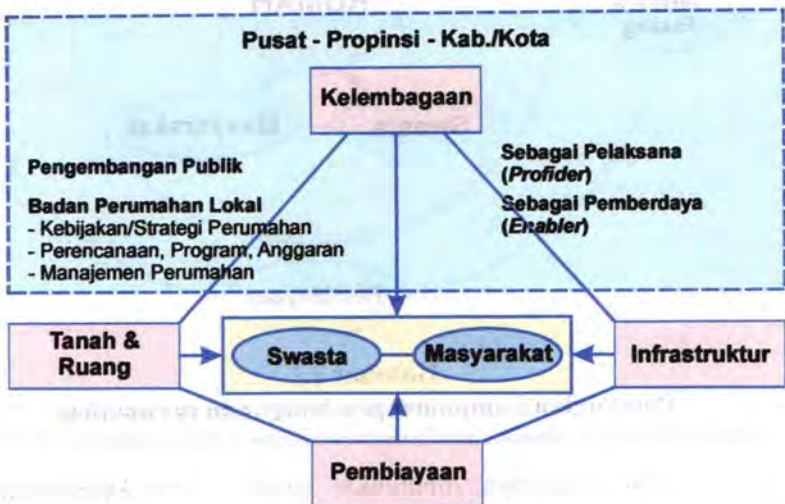 Pusat - Propinsi - Kab./Kota
Kelembagaan
Pengembangan Publik
Badan Perumahan Lokal
- Kebijakan/Strategi Perumahan
- Perencanaan, Program, Anggaran
- Manajemen Perumahan
Sebagai Pelaksana
(Profider)
Sebagai Pemberdaya
(Enabler)
Tanah &
Ruang
Swasta
Masyarakat
Infrastruktur
Pembiayaan